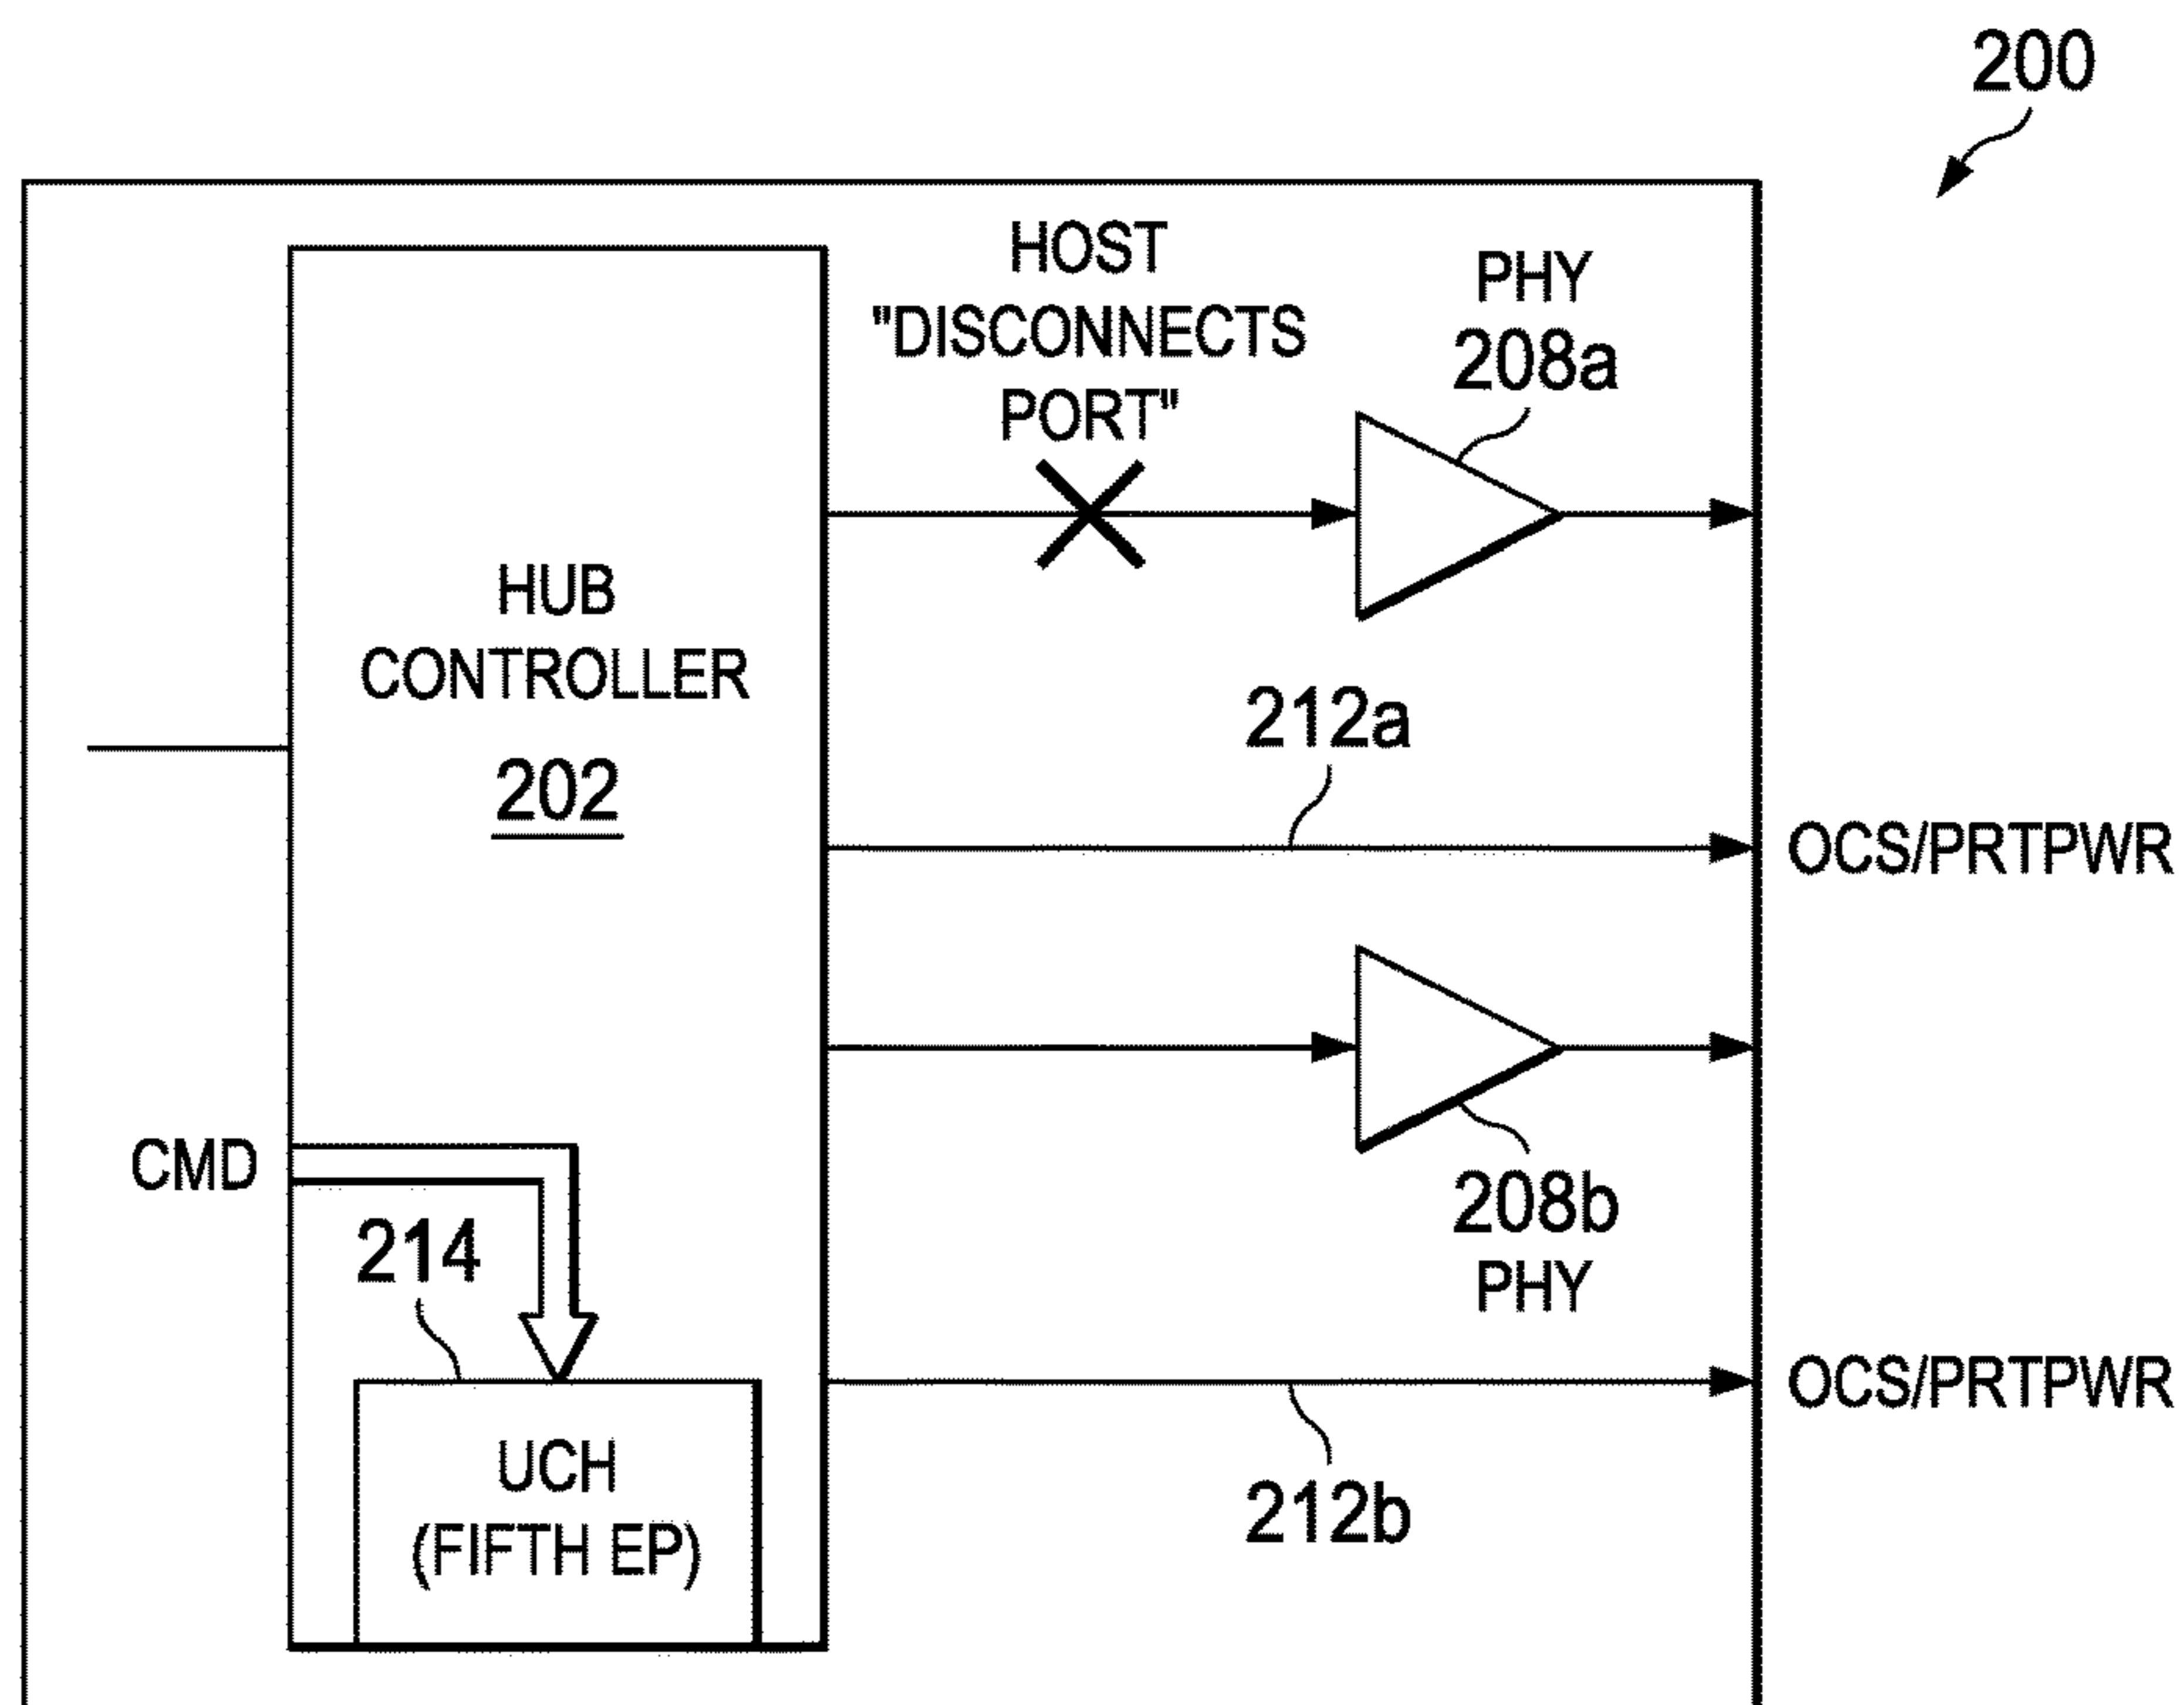 200
HOST
"DISCONNECTS
PORT"
PHY
208a
HUB
CONTROLLER
202
212a
OCS/PRTPWR
CMD
214
208b
PHY
UCH
(FIFTH EP)
OCS/PRTPWR
212b